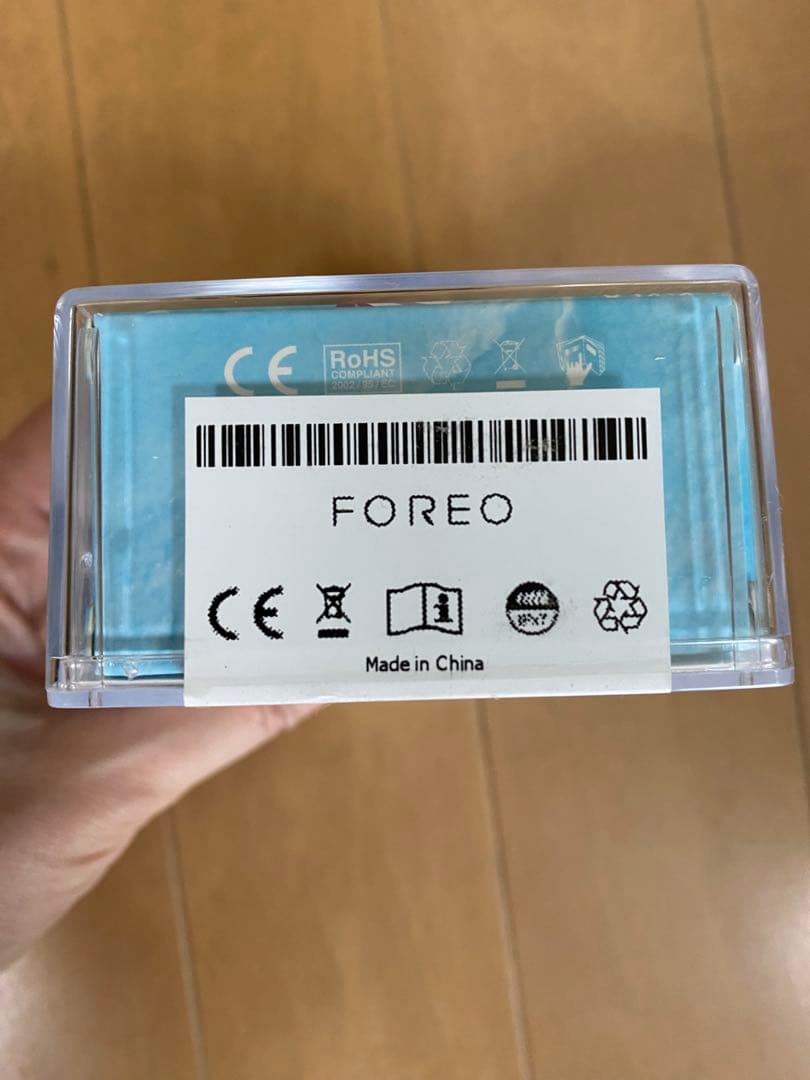 CE RoHS
COMPLIANT
2002/95/EC
FOREO
CE i IPX7
Made in China